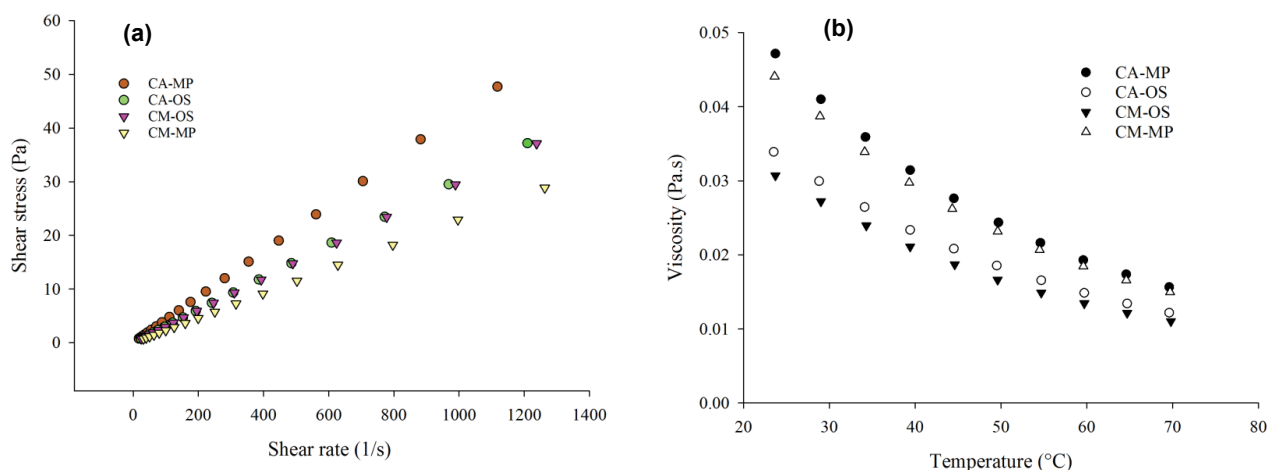 (a)
CA-MP
CA-OS
CM-OS
CM-MP
Shear stress (Pa)
60
50
40
30
20
10
0
0 200 400 600 800 1000 1200 1400
Shear rate (1/s)
(b)
CA-MP
CA-OS
CM-OS
CM-MP
Viscosity (Pa.s)
0.05
0.04
0.03
0.02
0.01
0.00
20 30 40 50 60 70 80
Temperature (°C)